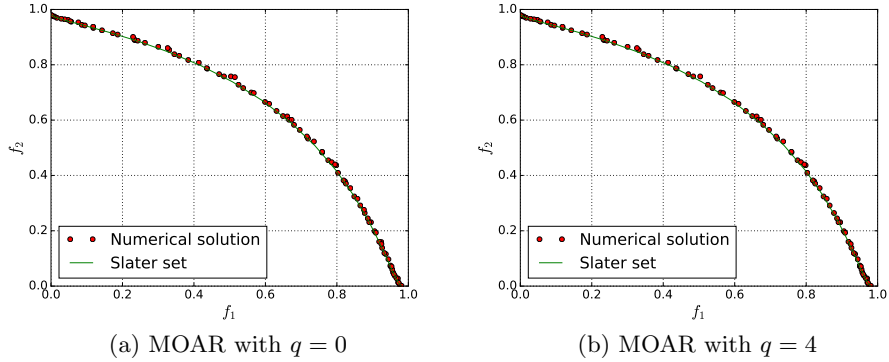 1.0
0.8
0.6
0.4
0.2
0.0
f₂
0.0 0.2 0.4 0.6 0.8 1.0
f₁
Numerical solution
Slater set
(a) MOAR with q = 0
1.0
0.8
0.6
0.4
0.2
0.0
f₂
0.0 0.2 0.4 0.6 0.8 1.0
f₁
Numerical solution
Slater set
(b) MOAR with q = 4